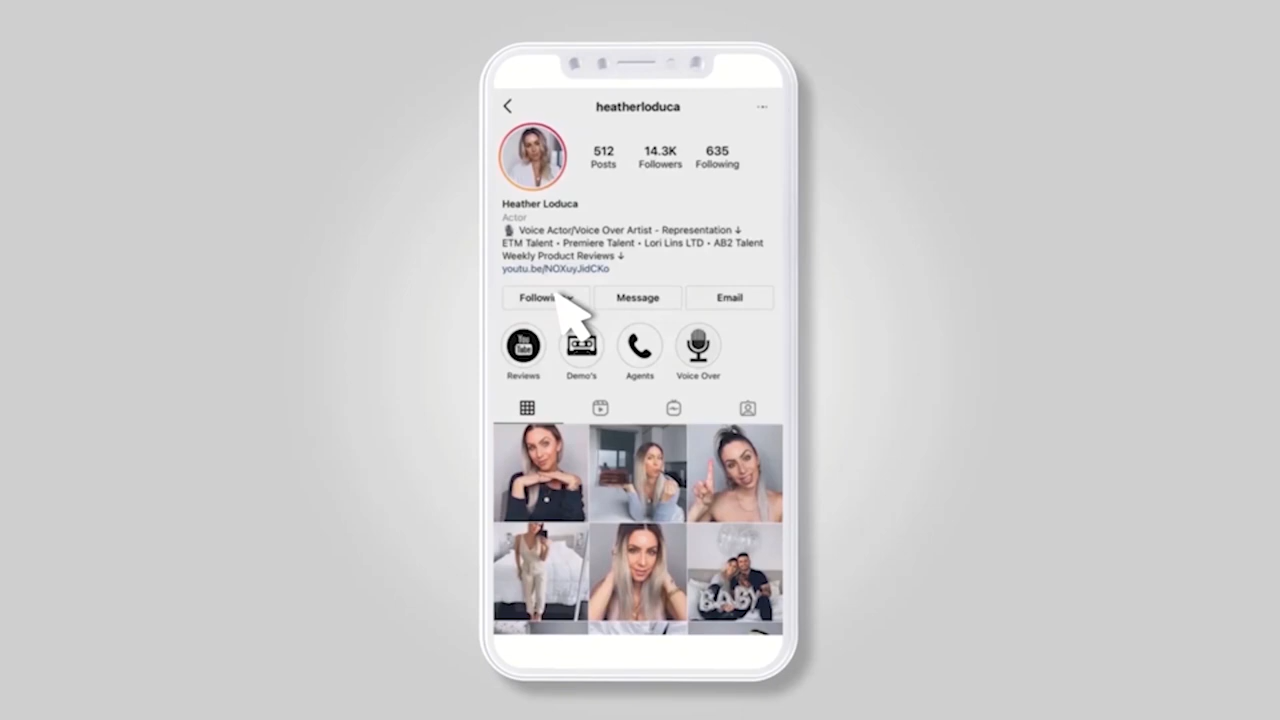 heatherloduca
512 14.3K 635
Posts Followers Following
Heather Loduca
Actor
Voice Actor/Voice Over Artist - Representation ↓
ETM Talent • Premiere Talent • Lori Lins LTD • AB2 Talent
Weekly Product Reviews ↓
youtu.be/NOXuyJidCKo
Message Email
You
Tube
Reviews Demo's Agents Voice Over
BABY